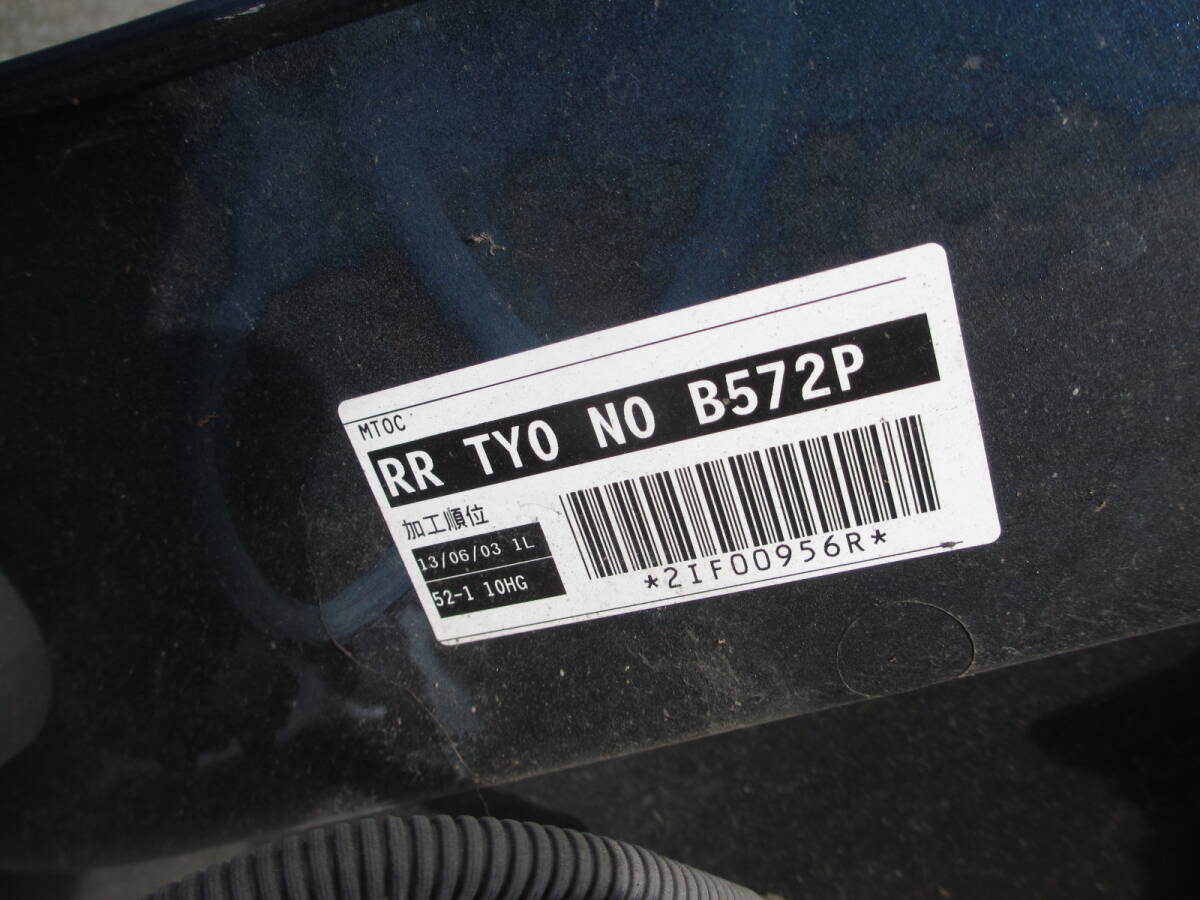 MTOC
RR TYO NO B572P
加工順位
13/06/03 1L
52-1 10HG
*2IF00956R*